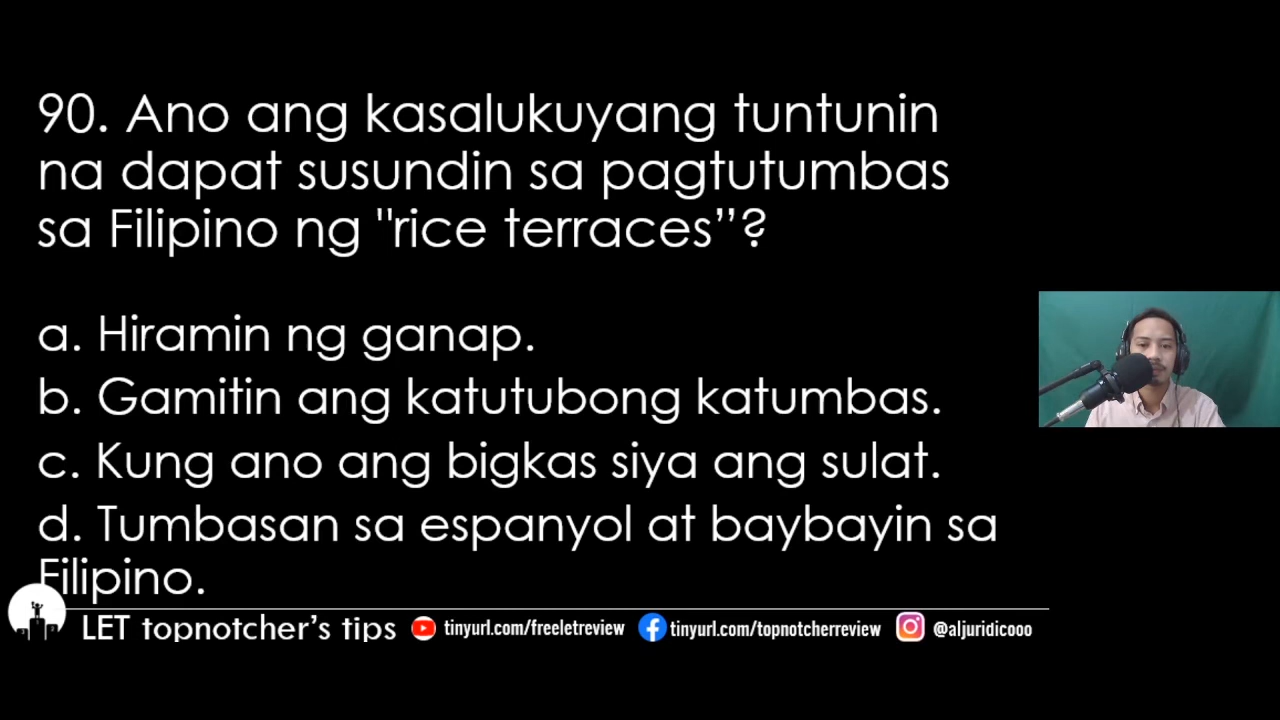 90. Ano ang kasalukuyang tuntunin
na dapat susundin sa pagtutumbas
sa Filipino ng "rice terraces”?
a. Hiramin ng ganap.
b. Gamitin ang katutubong katumbas.
c. Kung ano ang bigkas siya ang sulat.
d. Tumbasan sa espanyol at baybayin sa
Filipino.
LET topnotcher’s tips tinyurl.com/freeletreview tinyurl.com/topnotcherreview @aljuridicooo